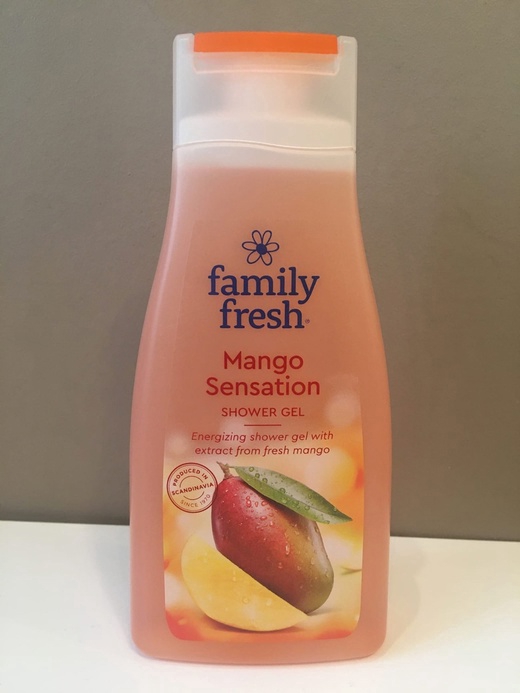 family
fresh®
Mango
Sensation
SHOWER GEL
Energizing shower gel with
extract from fresh mango
PRODUCED IN
SCANDINAVIA
SINCE 1970